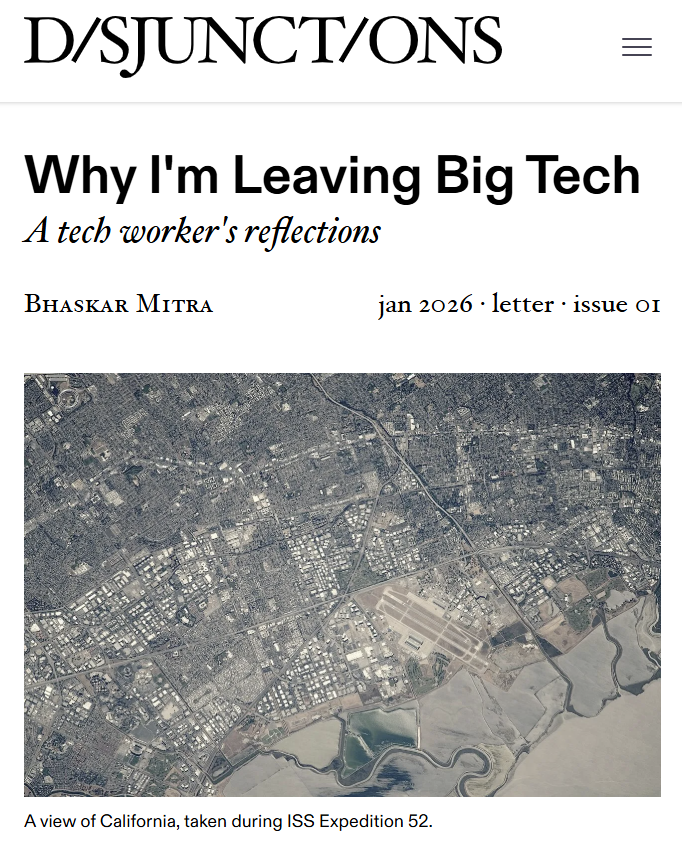 D/SJUNCT/ONS
Why I'm Leaving Big Tech
A tech worker's reflections
Bhaskar Mitra
jan 2026 · letter · issue 01
A view of California, taken during ISS Expedition 52.